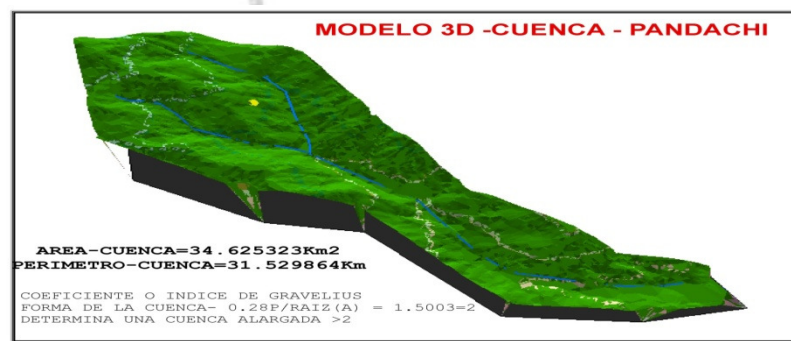 MODELO 3D -CUENCA - PANDACHI
AREA-CUENCA=34.625323Km2
PERIMETRO-CUENCA=31.529864Km
COEFICIENTE O INDICE DE GRAVELIUS
FORMA DE LA CUENCA- 0.28P/RAIZ(A) = 1.5003=2
DETERMINA UNA CUENCA ALARGADA >2